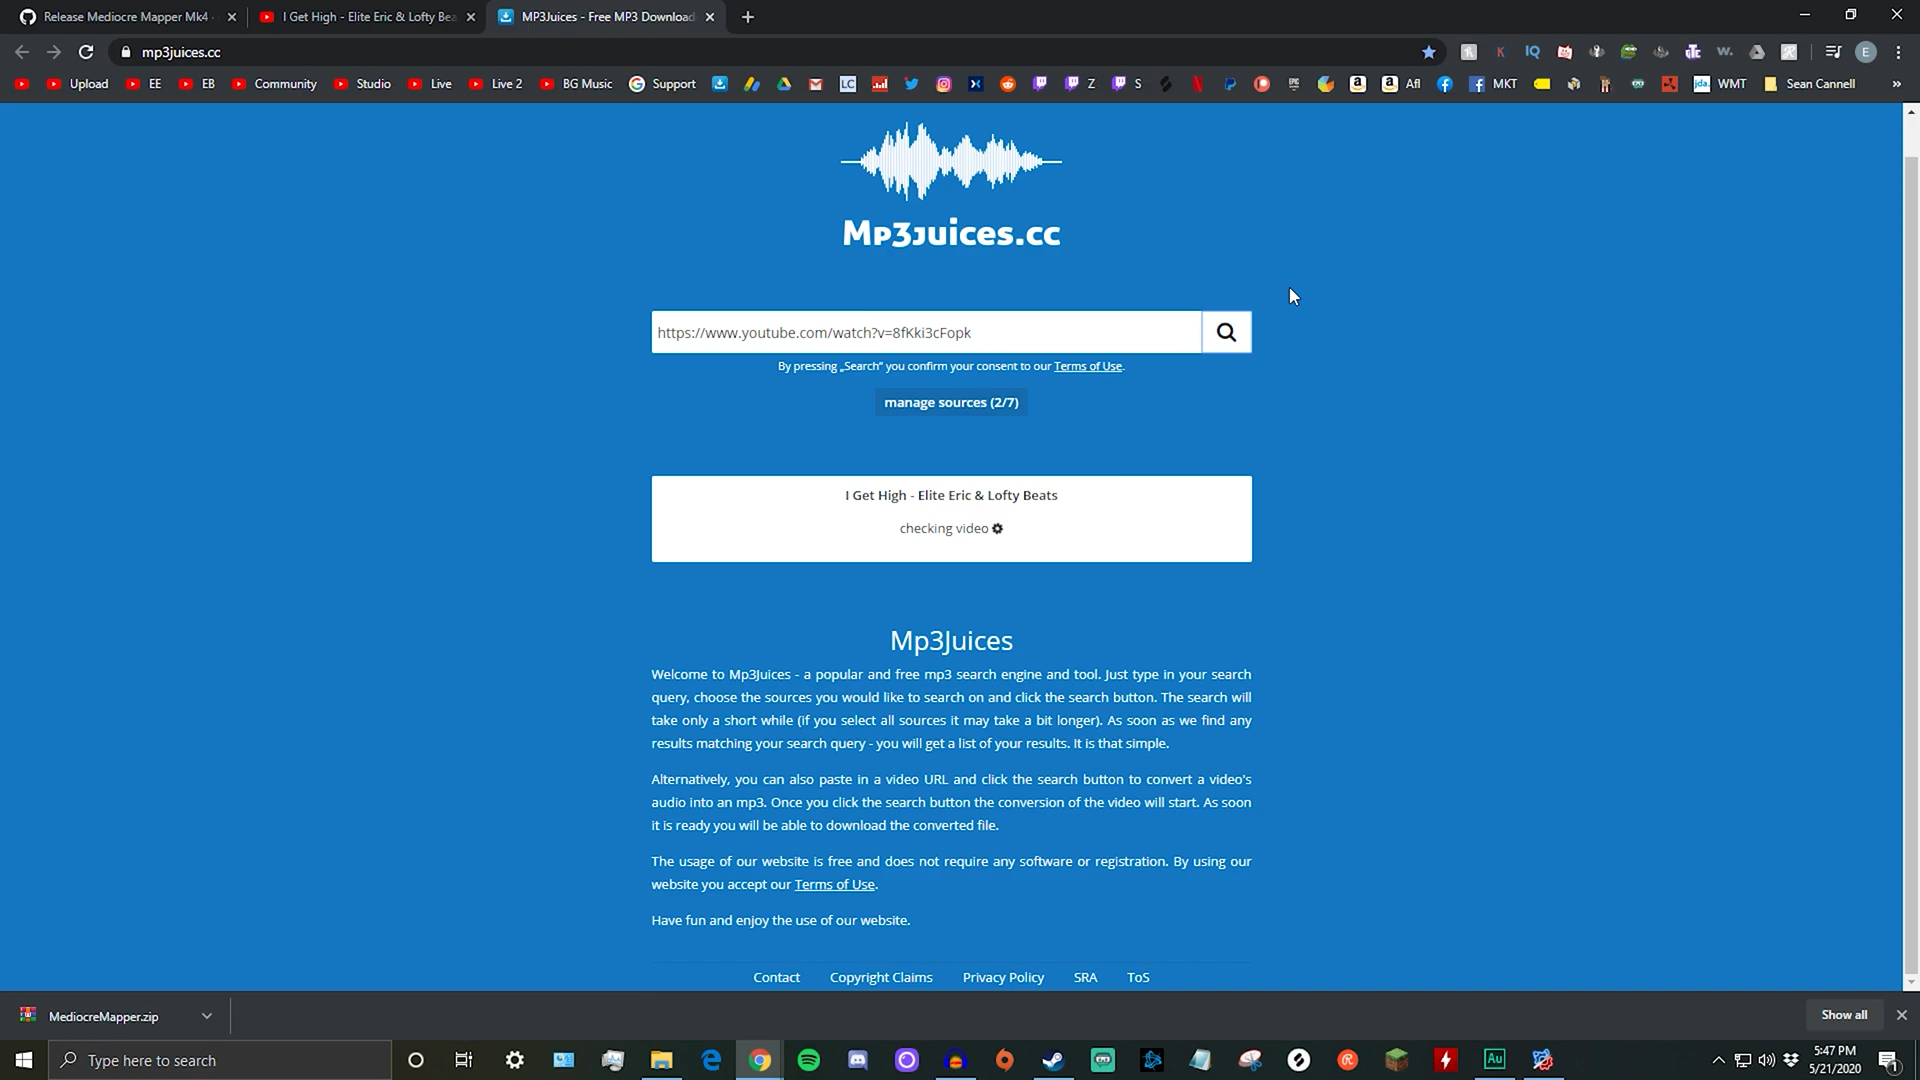 Release Mediocre Mapper Mk4 ·
I Get High - Elite Eric & Lofty Bea
MP3Juices - Free MP3 Download
mp3juices.cc
IQ
w.
E
Upload
EE
EB
Community
Studio
Live
Live 2
BG Music
Support
LC
Z
S
Afl
MKT
jda.
WMT
Sean Cannell
»
Mp3Juices.cc
https://www.youtube.com/watch?v=8fKki3cFopk
By pressing „Search” you confirm your consent to our Terms of Use.
manage sources (2/7)
I Get High - Elite Eric & Lofty Beats
checking video
Mp3Juices
Welcome to Mp3Juices - a popular and free mp3 search engine and tool. Just type in your search
query, choose the sources you would like to search on and click the search button. The search will
take only a short while (if you select all sources it may take a bit longer). As soon as we find any
results matching your search query - you will get a list of your results. It is that simple.
Alternatively, you can also paste in a video URL and click the search button to convert a video's
audio into an mp3. Once you click the search button the conversion of the video will start. As soon
it is ready you will be able to download the converted file.
The usage of our website is free and does not require any software or registration. By using our
website you accept our Terms of Use.
Have fun and enjoy the use of our website.
Contact
Copyright Claims
Privacy Policy
SRA
ToS
MediocreMapper.zip
Show all
Type here to search
Au
5:47 PM
5/21/2020
1